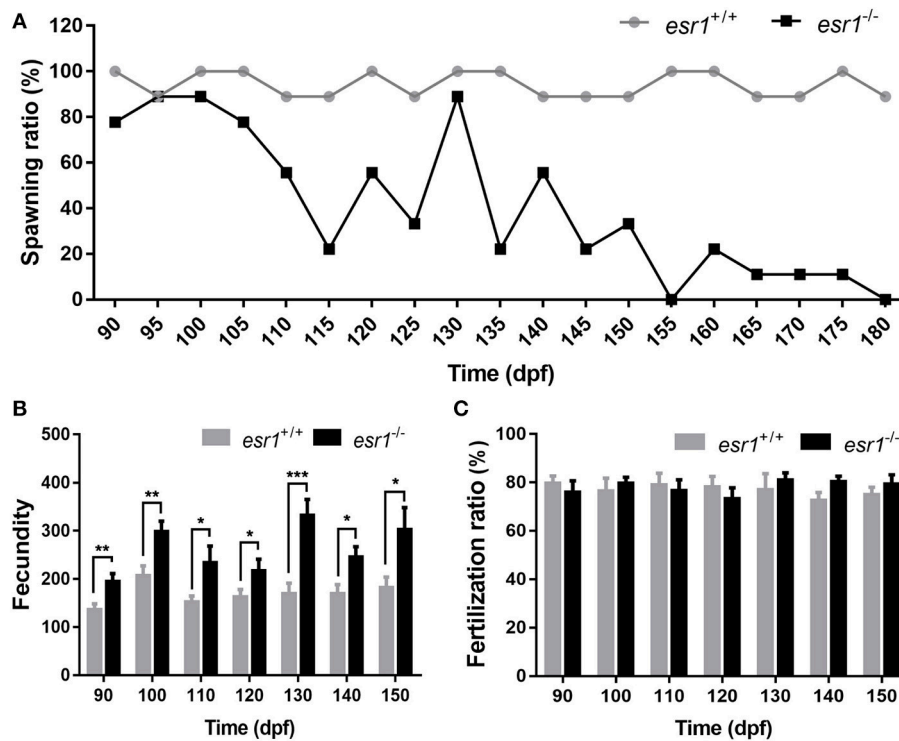 A
esr1+/+
esr1-/-
120
100
80
60
40
20
0
Spawning ratio (%)
90 95 100 105 110 115 120 125 130 135 140 145 150 155 160 165 170 175 180
Time (dpf)
B
esr1+/+
esr1-/-
500
400
300
200
100
0
Fecundity
** ** * * *** * *
90 100 110 120 130 140 150
Time (dpf)
C
esr1+/+
esr1-/-
100
80
60
40
20
0
Fertilization ratio (%)
90 100 110 120 130 140 150
Time (dpf)